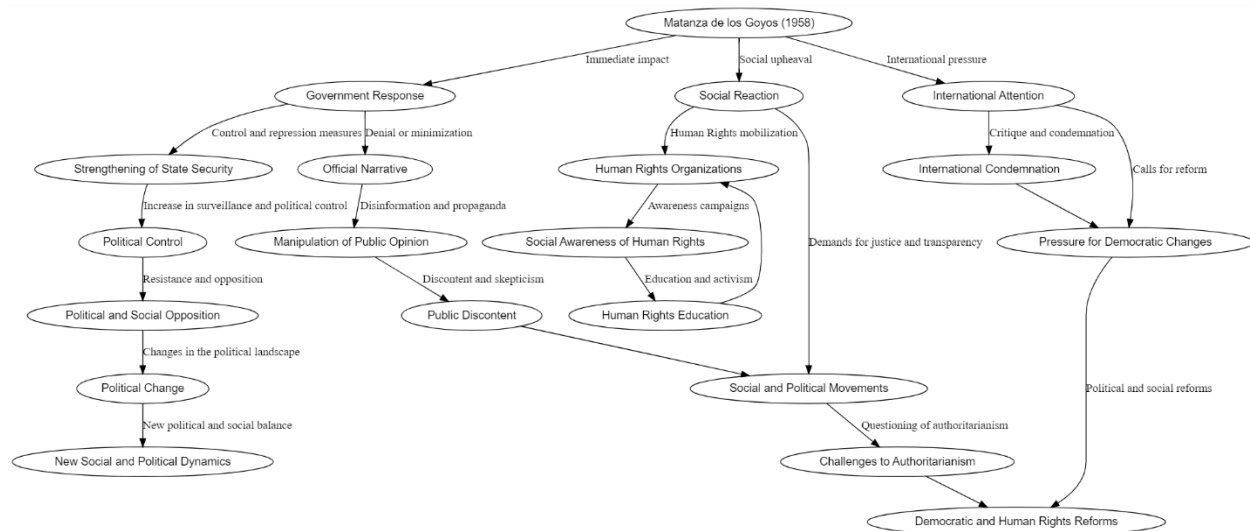 Matanza de los Goyos (1958)
Immediate impact
Social upheaval
International pressure
Government Response
Social Reaction
International Attention
Control and repression measures
Denial or minimization
Human Rights mobilization
Critique and condemnation
Strengthening of State Security
Official Narrative
Human Rights Organizations
International Condemnation
Calls for reform
Increase in surveillance and political control
Disinformation and propaganda
Awareness campaigns
Political Control
Manipulation of Public Opinion
Social Awareness of Human Rights
Demands for justice and transparency
Pressure for Democratic Changes
Resistance and opposition
Discontent and skepticism
Education and activism
Political and Social Opposition
Public Discontent
Human Rights Education
Changes in the political landscape
Political Change
Social and Political Movements
Political and social reforms
New political and social balance
Questioning of authoritarianism
New Social and Political Dynamics
Challenges to Authoritarianism
Democratic and Human Rights Reforms